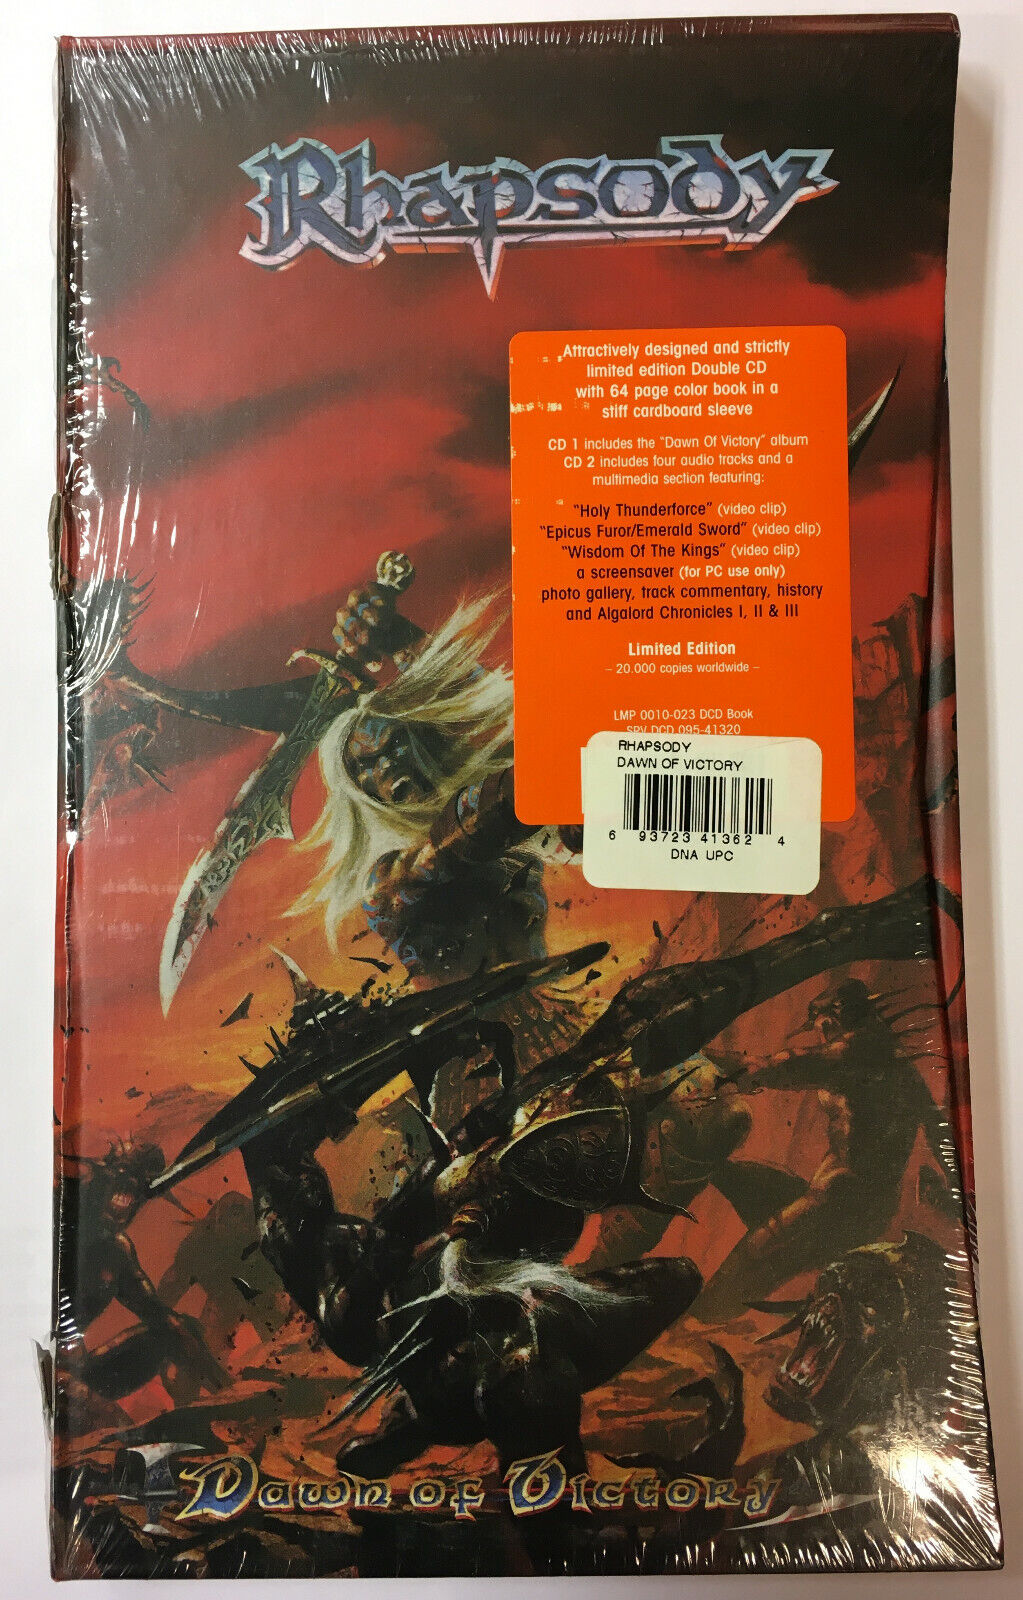 Rhapsody
Attractively designed and strictly
limited edition Double CD
with 64 page color book in a
stiff cardboard sleeve
CD 1 includes the "Dawn Of Victory" album
CD 2 includes four audio tracks and a
multimedia section featuring:
"Holy Thunderforce" (video clip)
"Epicus Furor/Emerald Sword" (video clip)
"Wisdom Of The Kings" (video clip)
a screensaver (for PC use only)
photo gallery, track commentary, history
and Algalord Chronicles I, II & III
Limited Edition
– 20.000 copies worldwide –
LMP 0010-023 DCD Book
SPV DCD 095-41320
RHAPSODY
DAWN OF VICTORY
6 93723 41362 4
DNA UPC
Dawn of Victory